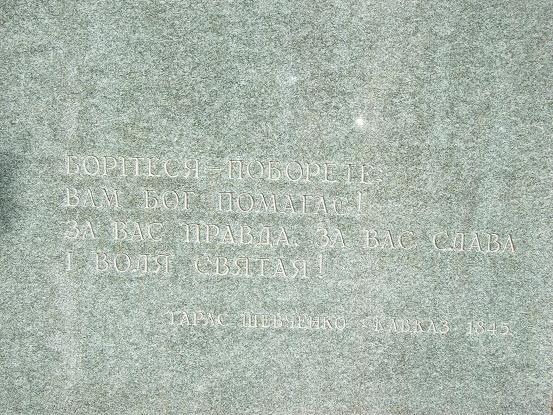 БОРІТЕСЯ – ПОБОРЕТЕ:
ВАМ БОГ ПОМАГАЄ!
ЗА ВАС ПРАВДА, ЗА ВАС СЛАВА
І ВОЛЯ СВЯТАЯ!
ТАРАС ШЕВЧЕНКО · КАВКАЗ 1845.